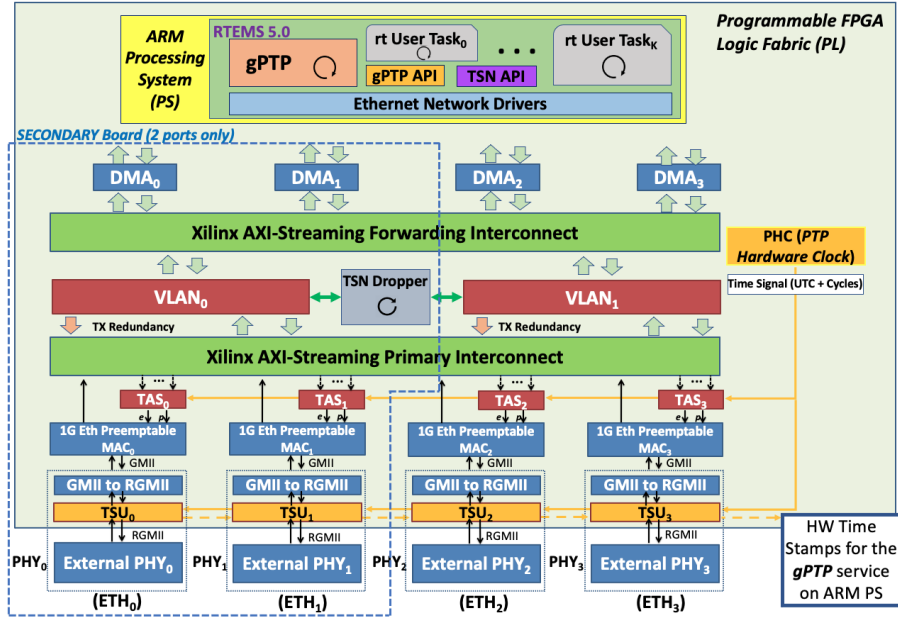 Programmable FPGA
Logic Fabric (PL)
ARM
Processing
System
(PS)
RTEMS 5.0
gPTP
rt User Task0
• • •
rt User TaskK
gPTP API
TSN API
Ethernet Network Drivers
SECONDARY Board (2 ports only)
DMA0
DMA1
DMA2
DMA3
Xilinx AXI-Streaming Forwarding Interconnect
PHC (PTP
Hardware Clock)
Time Signal (UTC + Cycles)
VLAN0
TSN Dropper
VLAN1
TX Redundancy
TX Redundancy
Xilinx AXI-Streaming Primary Interconnect
...
...
...
...
TAS0
TAS1
TAS2
TAS3
e
p
e
p
e
p
e
p
1G Eth Preemptable
MAC0
1G Eth Preemptable
MAC1
1G Eth Preemptable
MAC2
1G Eth Preemptable
MAC3
GMII
GMII
GMII
GMII
GMII to RGMII
GMII to RGMII
GMII to RGMII
GMII to RGMII
TSU0
TSU1
TSU2
TSU3
RGMII
RGMII
RGMII
RGMII
PHY0
External PHY0
PHY1
External PHY1
PHY2
External PHY2
PHY3
External PHY3
(ETH0)
(ETH1)
(ETH2)
(ETH3)
HW Time
Stamps for the
gPTP service
on ARM PS